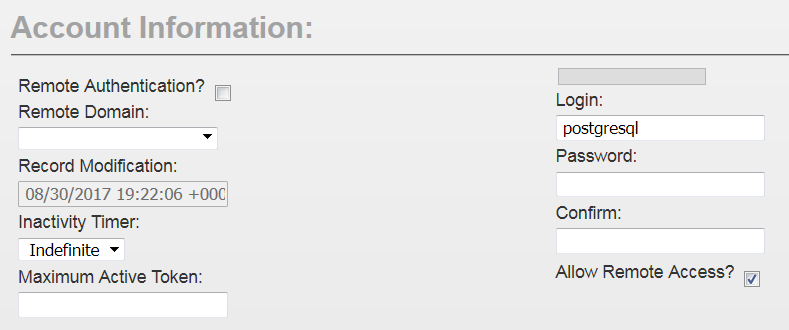 Account Information:
Remote Authentication?
Remote Domain:
Record Modification:
08/30/2017 19:22:06 +000
Inactivity Timer:
Indefinite
Maximum Active Token:
Login:
postgresql
Password:
Confirm:
Allow Remote Access?